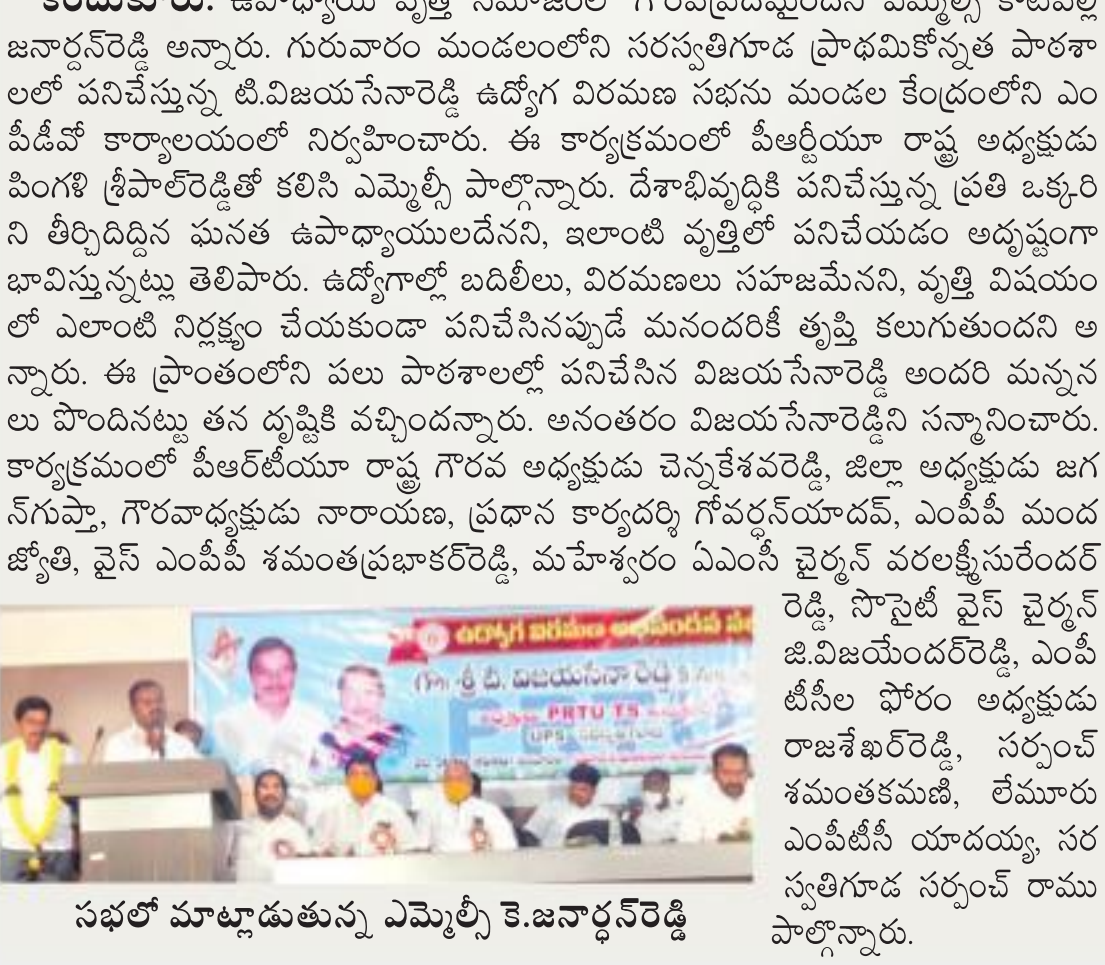 కందుకూరు: ఉపాధ్యాయ వృత్తి సమాజంలో గౌరవప్రదమైందని ఎమ్మెల్సీ కాటేపల్లి
జనార్దన్‌రెడ్డి అన్నారు. గురువారం మండలంలోని సరస్వతిగూడ ప్రాథమికోన్నత పాఠశా
లలో పనిచేస్తున్న టి.విజయసేనారెడ్డి ఉద్యోగ విరమణ సభను మండల కేంద్రంలోని ఎం
పీడీవో కార్యాలయంలో నిర్వహించారు. ఈ కార్యక్రమంలో పీఆర్టీయూ రాష్ట్ర అధ్యక్షుడు
పింగళి శ్రీపాల్‌రెడ్డితో కలిసి ఎమ్మెల్సీ పాల్గొన్నారు. దేశాభివృద్ధికి పనిచేస్తున్న ప్రతి ఒక్కరి
ని తీర్చిదిద్దిన ఘనత ఉపాధ్యాయులదేనని, ఇలాంటి వృత్తిలో పనిచేయడం అదృష్టంగా
భావిస్తున్నట్లు తెలిపారు. ఉద్యోగాల్లో బదిలీలు, విరమణలు సహజమేనని, వృత్తి విషయం
లో ఎలాంటి నిర్లక్ష్యం చేయకుండా పనిచేసినప్పుడే మనందరికీ తృప్తి కలుగుతుందని అ
న్నారు. ఈ ప్రాంతంలోని పలు పాఠశాలల్లో పనిచేసిన విజయసేనారెడ్డి అందరి మన్నన
లు పొందినట్టు తన దృష్టికి వచ్చిందన్నారు. అనంతరం విజయసేనారెడ్డిని సన్మానించారు.
కార్యక్రమంలో పీఆర్‌టీయూ రాష్ట్ర గౌరవ అధ్యక్షుడు చెన్నకేశవరెడ్డి, జిల్లా అధ్యక్షుడు జగ
న్‌గుప్తా, గౌరవాధ్యక్షుడు నారాయణ, ప్రధాన కార్యదర్శి గోవర్ధన్‌యాదవ్, ఎంపీపీ మంద
జ్యోతి, వైస్ ఎంపీపీ శమంతప్రభాకర్‌రెడ్డి, మహేశ్వరం ఏఎంసీ చైర్మన్ వరలక్ష్మీసురేందర్
రెడ్డి, సొసైటీ వైస్ చైర్మన్
జి.విజయేందర్‌రెడ్డి, ఎంపీ
టీసీల ఫోరం అధ్యక్షుడు
రాజశేఖర్‌రెడ్డి, సర్పంచ్
శమంతకమణి, లేమూరు
ఎంపీటీసీ యాదయ్య, సర
స్వతిగూడ సర్పంచ్ రాము
పాల్గొన్నారు.
ఉద్యోగ విరమణ అభినందన
శ్రీ టి. విజయసేనా రెడ్డి
PRTU TS
UPS
సభలో మాట్లాడుతున్న ఎమ్మెల్సీ కె.జనార్ధన్‌రెడ్డి